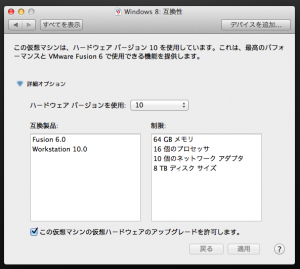 Windows 8: 互換性
すべてを表示
デバイスを追加...
この仮想マシンは、ハードウェア バージョン 10 を使用しています。これは、最高のパフォ
ーマンスと VMware Fusion 6 で使用できる機能を提供します。
詳細オプション
ハードウェア バージョンを使用: 10
互換製品:
制限:
Fusion 6.0
Workstation 10.0
64 GB メモリ
16 個のプロセッサ
10 個のネットワーク アダプタ
8 TB ディスク サイズ
この仮想マシンの仮想ハードウェアのアップグレードを許可します。
戻る
適用
?